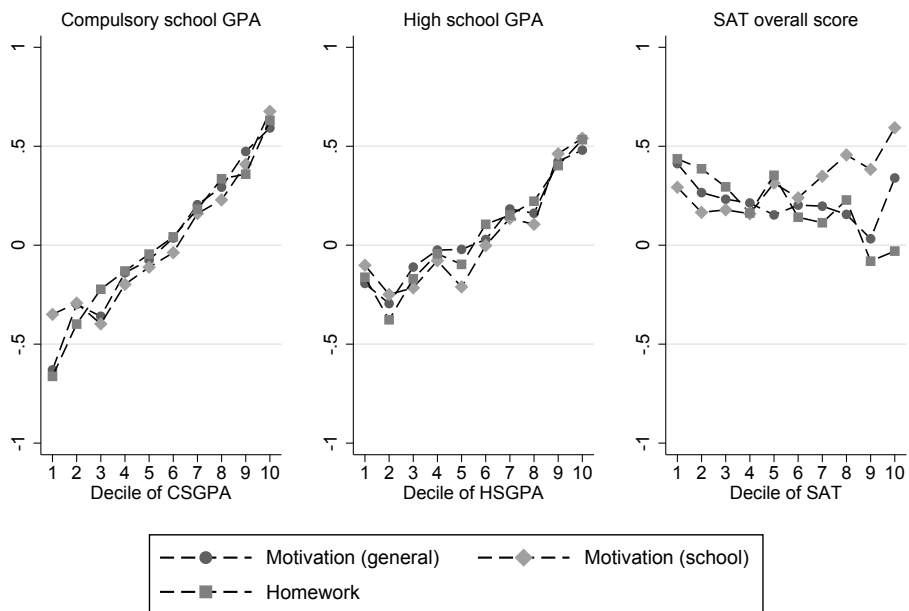 Compulsory school GPA
High school GPA
SAT overall score
1
.5
0
-.5
-1
1 2 3 4 5 6 7 8 9 10
Decile of CSGPA
1
.5
0
-.5
-1
1 2 3 4 5 6 7 8 9 10
Decile of HSGPA
1
.5
0
-.5
-1
1 2 3 4 5 6 7 8 9 10
Decile of SAT
Motivation (general)
Motivation (school)
Homework